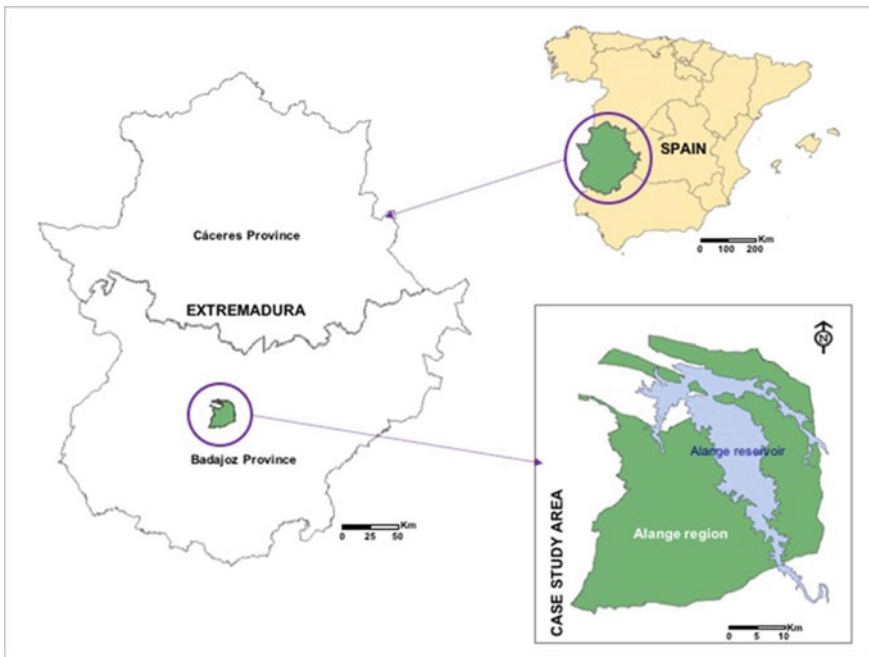 SPAIN
Km
0 100 200
Cáceres Province
EXTREMADURA
Badajoz Province
Km
0 25 50
N
Alange reservoir
Alange region
CASE STUDY AREA
Km
0 5 10